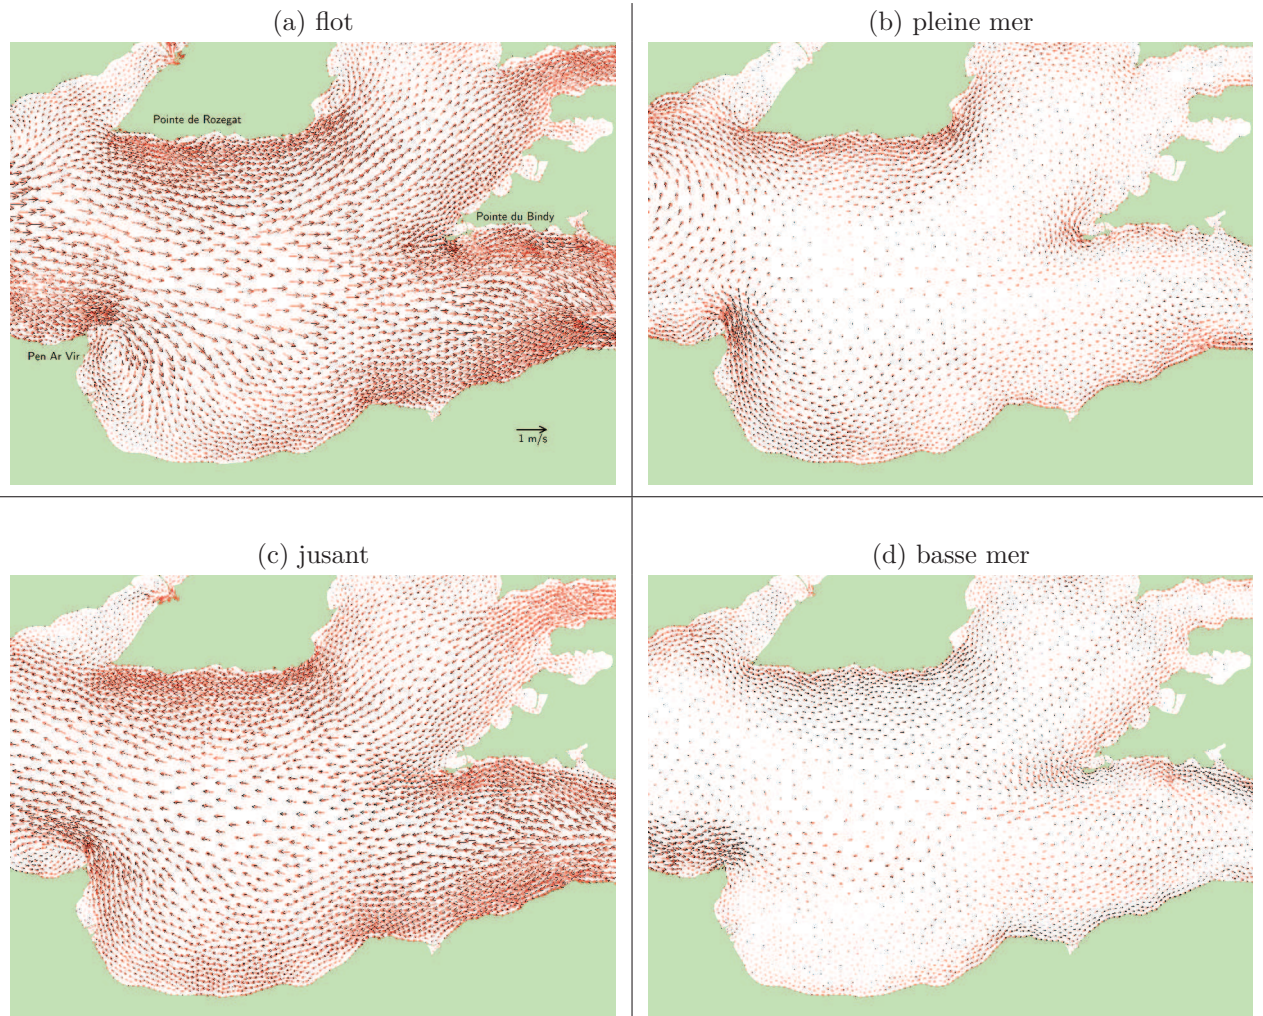 (a) flot
(b) pleine mer
Pointe de Rozegat
Pointe du Bindy
Pen Ar Vir
1 m/s
(c) jusant
(d) basse mer